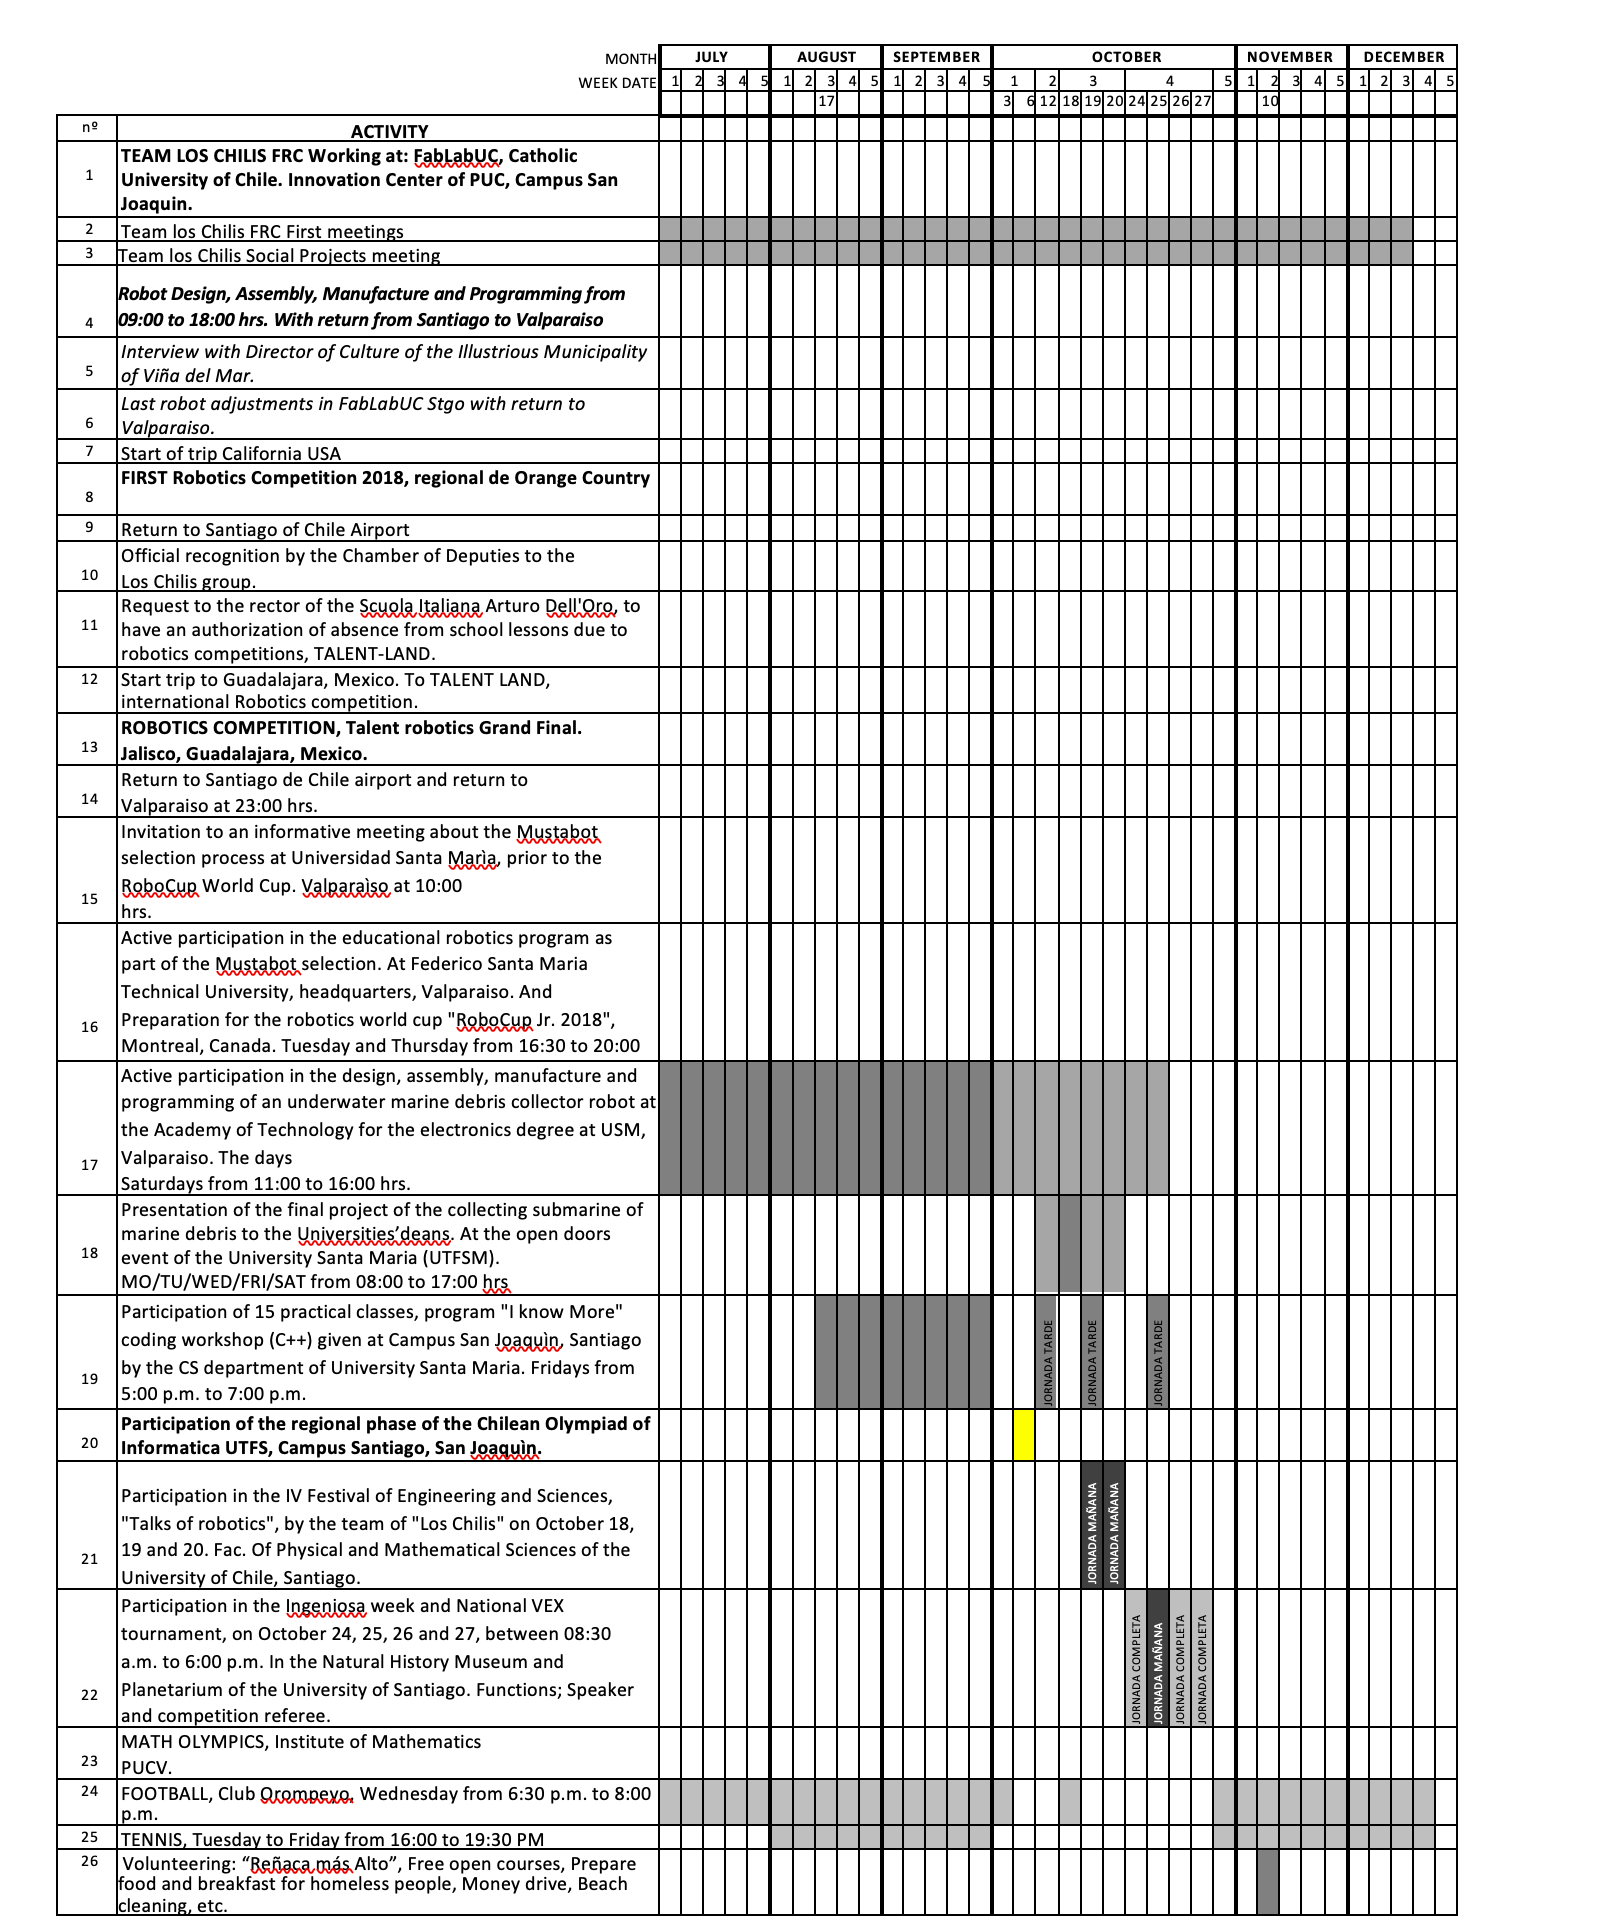 MONTH JULY AUGUST SEPTEMBER OCTOBER NOVEMBER DECEMBER
WEEK DATE 1 2 3 4 5 1 2 3 4 5 1 2 3 4 5 1 2 3 4 5 1 2 3 4 5 1 2 3 4 5
17 3 6 12 18 19 20 24 25 26 27 10
nº ACTIVITY
1 TEAM LOS CHILIS FRC Working at: FabLabUC, Catholic
University of Chile. Innovation Center of PUC, Campus San
Joaquin.
2 Team los Chilis FRC First meetings
3 Team los Chilis Social Projects meeting
4 Robot Design, Assembly, Manufacture and Programming from
09:00 to 18:00 hrs. With return from Santiago to Valparaiso
5 Interview with Director of Culture of the Illustrious Municipality
of Viña del Mar.
6 Last robot adjustments in FabLabUC Stgo with return to
Valparaiso.
7 Start of trip California USA
8 FIRST Robotics Competition 2018, regional de Orange Country
9 Return to Santiago of Chile Airport
10 Official recognition by the Chamber of Deputies to the
Los Chilis group.
11 Request to the rector of the Scuola Italiana Arturo Dell'Oro, to
have an authorization of absence from school lessons due to
robotics competitions, TALENT-LAND.
12 Start trip to Guadalajara, Mexico. To TALENT LAND,
international Robotics competition.
13 ROBOTICS COMPETITION, Talent robotics Grand Final.
Jalisco, Guadalajara, Mexico.
14 Return to Santiago de Chile airport and return to
Valparaiso at 23:00 hrs.
15 Invitation to an informative meeting about the Mustabot
selection process at Universidad Santa Marìa, prior to the
RoboCup World Cup. Valparaìso at 10:00
hrs.
16 Active participation in the educational robotics program as
part of the Mustabot selection. At Federico Santa Maria
Technical University, headquarters, Valparaiso. And
Preparation for the robotics world cup "RoboCup Jr. 2018",
Montreal, Canada. Tuesday and Thursday from 16:30 to 20:00
17 Active participation in the design, assembly, manufacture and
programming of an underwater marine debris collector robot at
the Academy of Technology for the electronics degree at USM,
Valparaiso. The days
Saturdays from 11:00 to 16:00 hrs.
18 Presentation of the final project of the collecting submarine of
marine debris to the Universities’deans. At the open doors
event of the University Santa Maria (UTFSM).
MO/TU/WED/FRI/SAT from 08:00 to 17:00 hrs
19 Participation of 15 practical classes, program "I know More"
coding workshop (C++) given at Campus San Joaquìn, Santiago
by the CS department of University Santa Maria. Fridays from
5:00 p.m. to 7:00 p.m.
JORNADA TARDE
JORNADA TARDE
JORNADA TARDE
20 Participation of the regional phase of the Chilean Olympiad of
Informatica UTFS, Campus Santiago, San Joaquìn.
21 Participation in the IV Festival of Engineering and Sciences,
"Talks of robotics", by the team of "Los Chilis" on October 18,
19 and 20. Fac. Of Physical and Mathematical Sciences of the
University of Chile, Santiago.
JORNADA MAÑANA
JORNADA MAÑANA
22 Participation in the Ingeniosa week and National VEX
tournament, on October 24, 25, 26 and 27, between 08:30
a.m. to 6:00 p.m. In the Natural History Museum and
Planetarium of the University of Santiago. Functions; Speaker
and competition referee.
JORNADA COMPLETA
JORNADA MAÑANA
JORNADA COMPLETA
JORNADA COMPLETA
23 MATH OLYMPICS, Institute of Mathematics
PUCV.
24 FOOTBALL, Club Orompeyo, Wednesday from 6:30 p.m. to 8:00
p.m.
25 TENNIS, Tuesday to Friday from 16:00 to 19:30 PM
26 Volunteering: “Reñaca más Alto”, Free open courses, Prepare
food and breakfast for homeless people, Money drive, Beach
cleaning, etc.